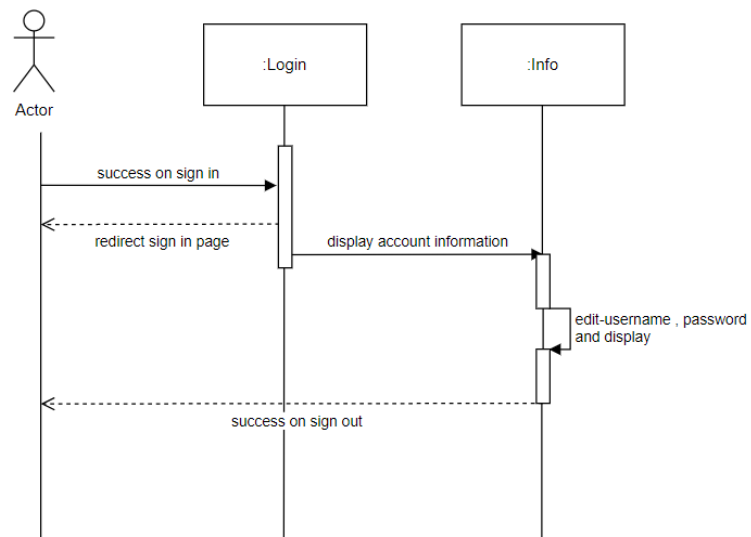 :Login
:Info
Actor
success on sign in
redirect sign in page
display account information
edit-username , password
and display
success on sign out